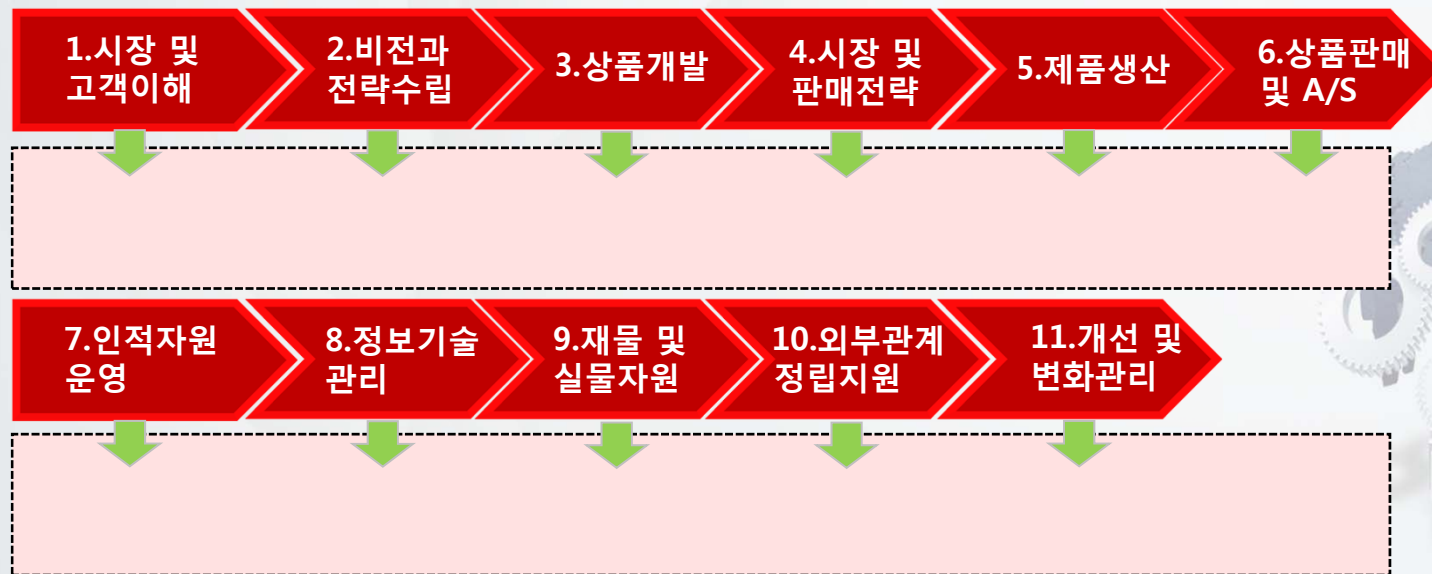 1.시장 및
고객이해
2.비전과
전략수립
3.상품개발
4.시장 및
판매전략
5.제품생산
6.상품판매
및 A/S
7.인적자원
운영
8.정보기술
관리
9.재물 및
실물자원
10.외부관계
정립지원
11.개선 및
변화관리